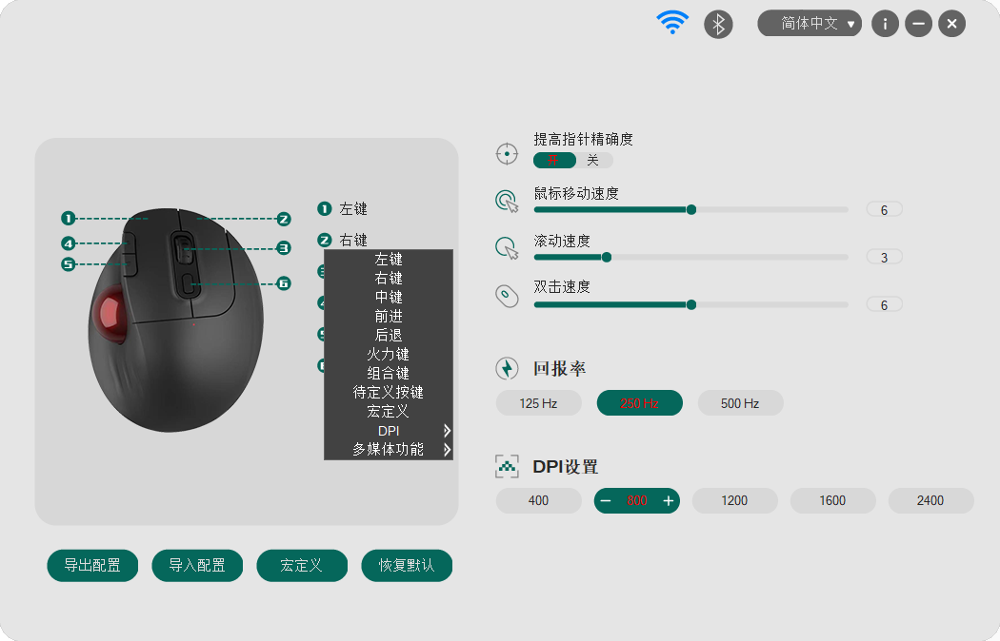 简体中文
1 左键
2 右键
1
2
3
4
5
6
左键
右键
中键
前进
后退
火力键
组合键
待定义按键
宏定义
DPI
多媒体功能
导出配置
导入配置
宏定义
恢复默认
提高指针精确度
开 关
鼠标移动速度
6
滚动速度
3
双击速度
6
回报率
125 Hz
250 Hz
500 Hz
DPI设置
400
800
1200
1600
2400